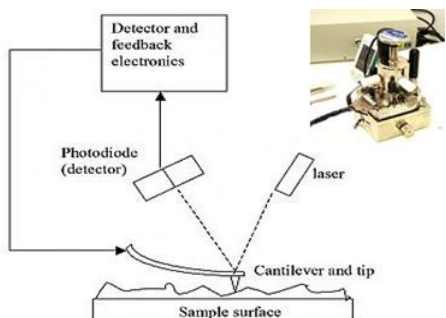 Detector and
feedback
electronics
Photodiode
(detector)
laser
Cantilever and tip
Sample surface